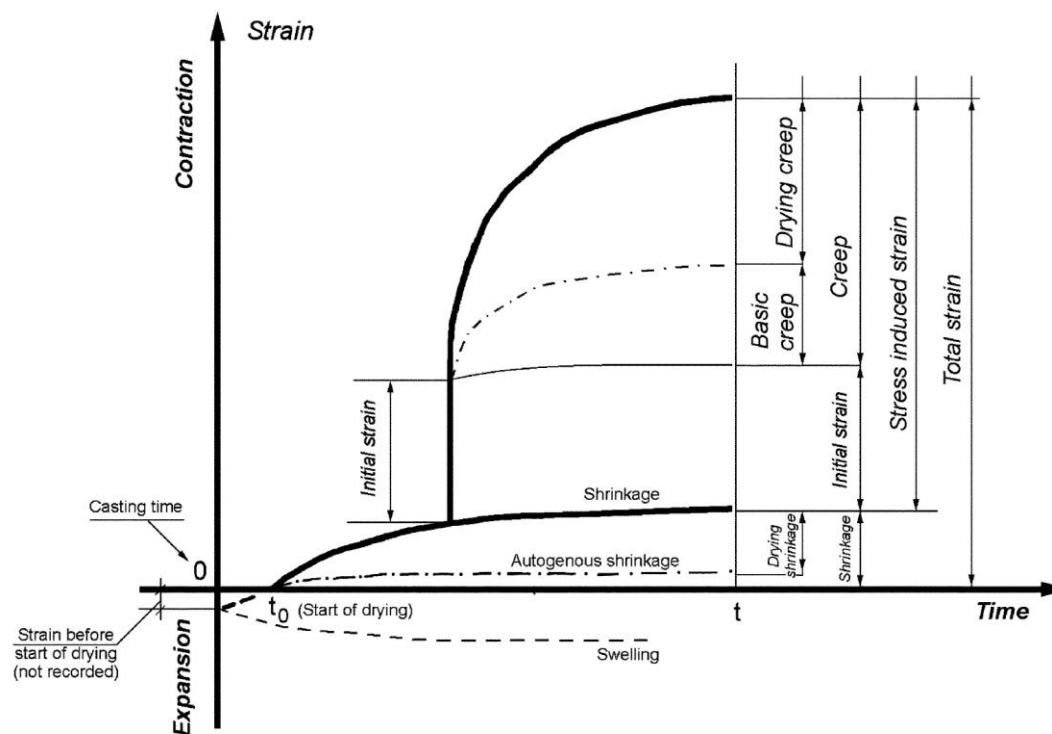 Strain
Contraction
Drying creep
Basic
creep
Creep
Stress induced strain
Total strain
Initial strain
Initial strain
Shrinkage
Drying
shrinkage
Shrinkage
Casting time
Autogenous shrinkage
0
t0 (Start of drying)
t
Time
Strain before
start of drying
(not recorded)
Expansion
Swelling